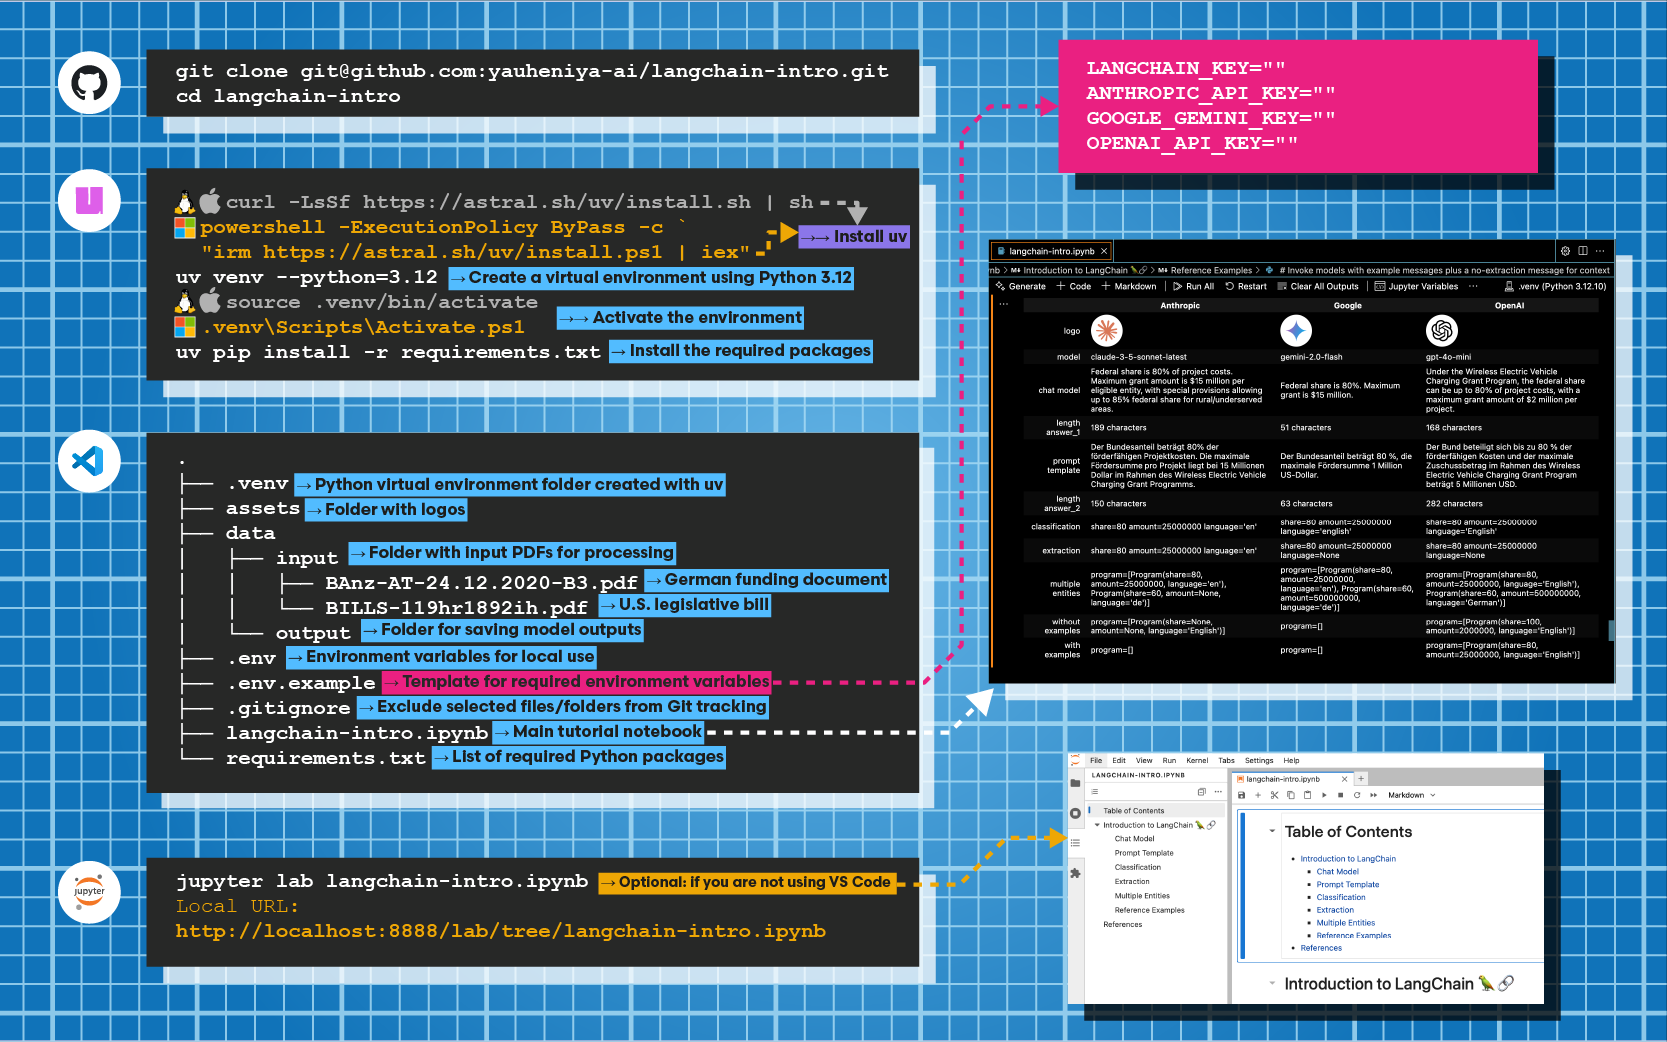 git clone git@github.com:yauheniya-ai/langchain-intro.git
cd langchain-intro
curl -LsSf https://astral.sh/uv/install.sh | sh
powershell -ExecutionPolicy ByPass -c `
"irm https://astral.sh/uv/install.ps1 | iex"
→→ Install uv
uv venv --python=3.12 → Create a virtual environment using Python 3.12
source .venv/bin/activate
.venv\Scripts\Activate.ps1
→→ Activate the environment
uv pip install -r requirements.txt → Install the required packages
.
├── .venv → Python virtual environment folder created with uv
├── assets → Folder with logos
├── data
│   ├── input → Folder with input PDFs for processing
│   │   ├── BAnz-AT-24.12.2020-B3.pdf → German funding document
│   │   └── BILLS-119hr1892ih.pdf → U.S. legislative bill
│   └── output → Folder for saving model outputs
├── .env → Environment variables for local use
├── .env.example → Template for required environment variables
├── .gitignore → Exclude selected files/folders from Git tracking
├── langchain-intro.ipynb → Main tutorial notebook
└── requirements.txt → List of required Python packages
jupyter
jupyter lab langchain-intro.ipynb → Optional: if you are not using VS Code
Local URL:
http://localhost:8888/lab/tree/langchain-intro.ipynb
LANGCHAIN_KEY=""
ANTHROPIC_API_KEY=""
GOOGLE_GEMINI_KEY=""
OPENAI_API_KEY=""
langchain-intro.ipynb ×
nb > M↓ Introduction to LangChain 🦜🔗 > M↓ Reference Examples > # Invoke models with example messages plus a no-extraction message for context
Generate + Code + Markdown Run All Restart Clear All Outputs Jupyter Variables ··· .venv (Python 3.12.10)
Anthropic Google OpenAI
logo
model claude-3-5-sonnet-latest gemini-2.0-flash gpt-4o-mini
chat model
Federal share is 80% of project costs.
Maximum grant amount is $15 million per
eligible entity, with special provisions allowing
up to 85% federal share for rural/underserved
areas.
Federal share is 80%. Maximum
grant is $15 million.
Under the Wireless Electric Vehicle
Charging Grant Program, the federal share
can be up to 80% of project costs, with a
maximum grant amount of $2 million per
project.
length
answer_1
189 characters 51 characters 168 characters
prompt
template
Der Bundesanteil beträgt 80% der
förderfähigen Projektkosten. Die maximale
Fördersumme pro Projekt liegt bei 15 Millionen
Dollar im Rahmen des Wireless Electric Vehicle
Charging Grant Programms.
Der Bundesanteil beträgt 80 %, die
maximale Fördersumme 1 Million
US-Dollar.
Der Bund beteiligt sich bis zu 80 % der
förderfähigen Kosten und der maximale
Zuschussbetrag im Rahmen des Wireless
Electric Vehicle Charging Grant Program
beträgt 5 Millionen USD.
length
answer_2
150 characters 63 characters 282 characters
classification
share=80 amount=25000000 language='en'
share=80 amount=25000000
language='english'
share=80 amount=25000000
language='English'
extraction
share=80 amount=25000000 language='en'
share=80 amount=25000000
language=None
share=80 amount=25000000
language=None
multiple
entities
program=[Program(share=80,
amount=25000000, language='en'),
Program(share=60, amount=None,
language='de')]
program=[Program(share=80,
amount=25000000,
language='en'), Program(share=60,
amount=500000000,
language='de')]
program=[Program(share=80,
amount=25000000, language='English'),
Program(share=60, amount=500000000,
language='German')]
without
examples
program=[Program(share=None,
amount=None, language='English')]
program=[]
program=[Program(share=100,
amount=2000000, language='English')]
with
examples
program=[]
program=[]
program=[Program(share=80,
amount=25000000, language='English')]
File Edit View Run Kernel Tabs Settings Help
LANGCHAIN-INTRO.IPYNB
Table of Contents
Introduction to LangChain 🦜🔗
Chat Model
Prompt Template
Classification
Extraction
Multiple Entities
Reference Examples
References
langchain-intro.ipynb × +
Markdown
Table of Contents
• Introduction to LangChain
▪ Chat Model
▪ Prompt Template
▪ Classification
▪ Extraction
▪ Multiple Entities
▪ Reference Examples
• References
Introduction to LangChain 🦜🔗